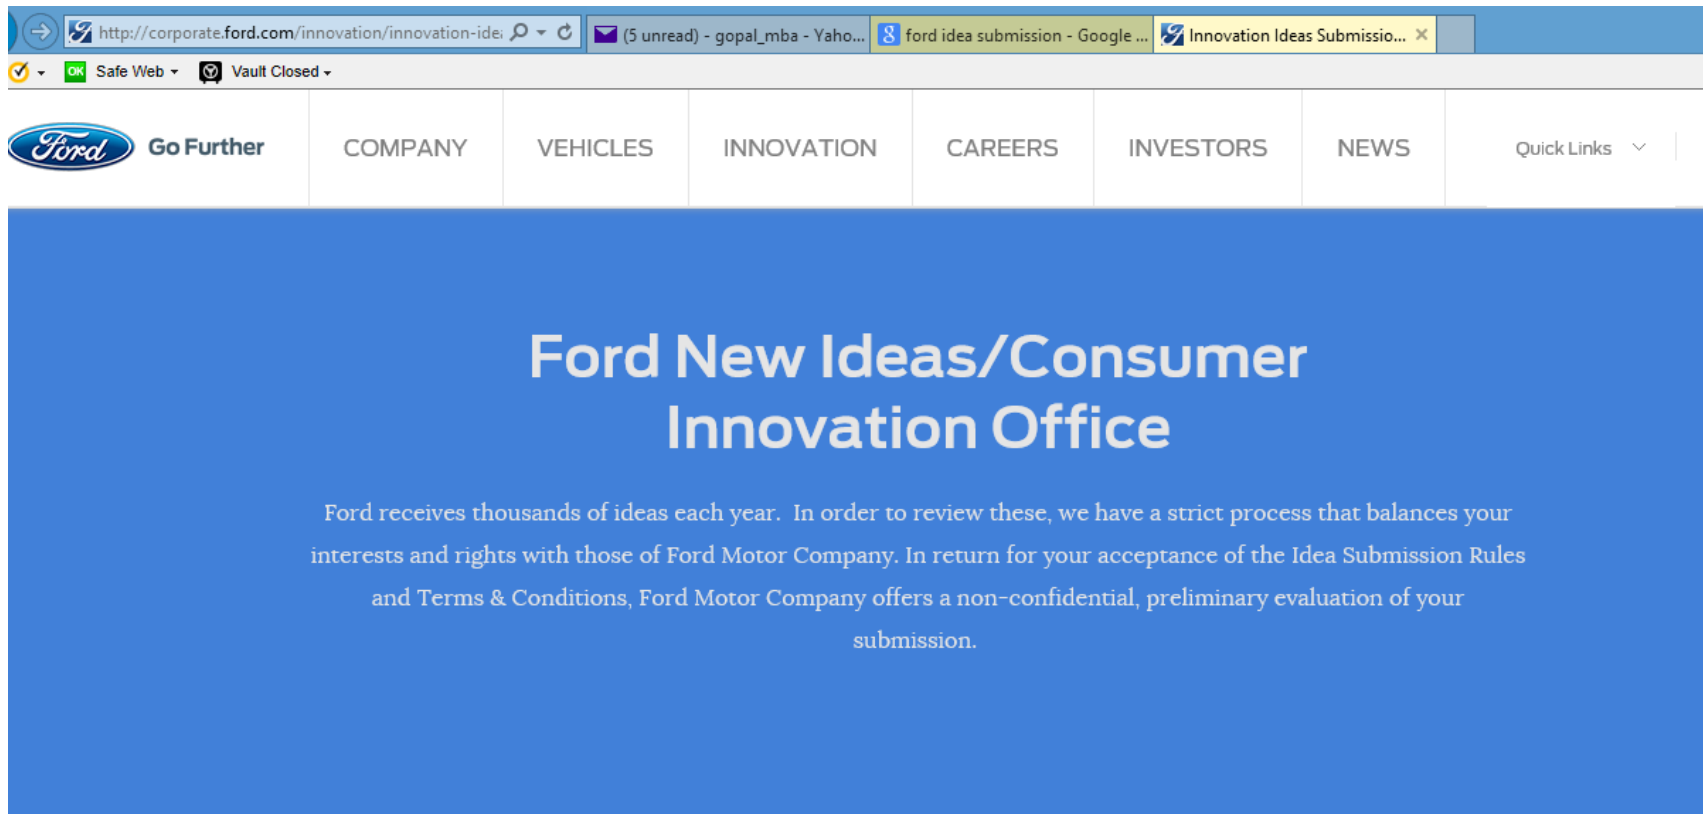 http://corporate.ford.com/innovation/innovation-ide
(5 unread) - gopal_mba - Yaho...
ford idea submission - Google ...
Innovation Ideas Submissio...
OK Safe Web
Vault Closed
Ford Go Further
COMPANY
VEHICLES
INNOVATION
CAREERS
INVESTORS
NEWS
Quick Links
Ford New Ideas/Consumer
Innovation Office
Ford receives thousands of ideas each year. In order to review these, we have a strict process that balances your
interests and rights with those of Ford Motor Company. In return for your acceptance of the Idea Submission Rules
and Terms & Conditions, Ford Motor Company offers a non-confidential, preliminary evaluation of your
submission.